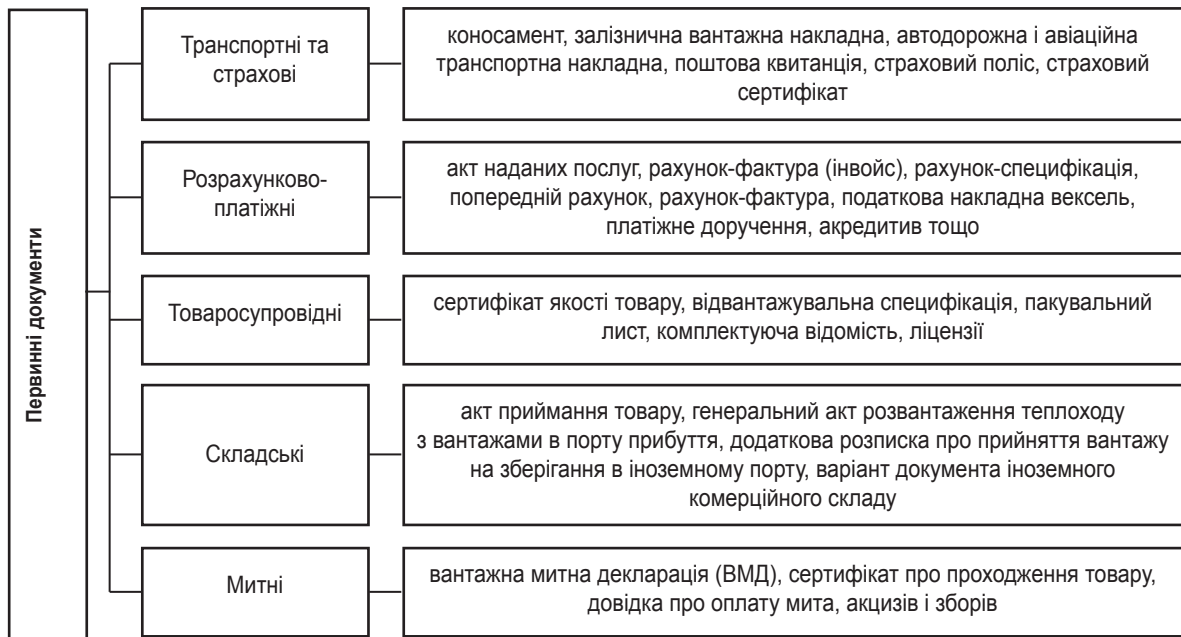 Первинні документи
Транспортні та
страхові
коносамент, залізнична вантажна накладна, автодорожна і авіаційна
транспортна накладна, поштова квитанція, страховий поліс, страховий
сертифікат
Розрахунково-
платіжні
акт наданих послуг, рахунок-фактура (інвойс), рахунок-специфікація,
попередній рахунок, рахунок-фактура, податкова накладна вексель,
платіжне доручення, акредитив тощо
Товаросупровідні
сертифікат якості товару, відвантажувальна специфікація, пакувальний
лист, комплектуюча відомість, ліцензії
Складські
акт приймання товару, генеральний акт розвантаження теплоходу
з вантажами в порту прибуття, додаткова розписка про прийняття вантажу
на зберігання в іноземному порту, варіант документа іноземного
комерційного складу
Митні
вантажна митна декларація (ВМД), сертифікат про проходження товару,
довідка про оплату мита, акцизів і зборів